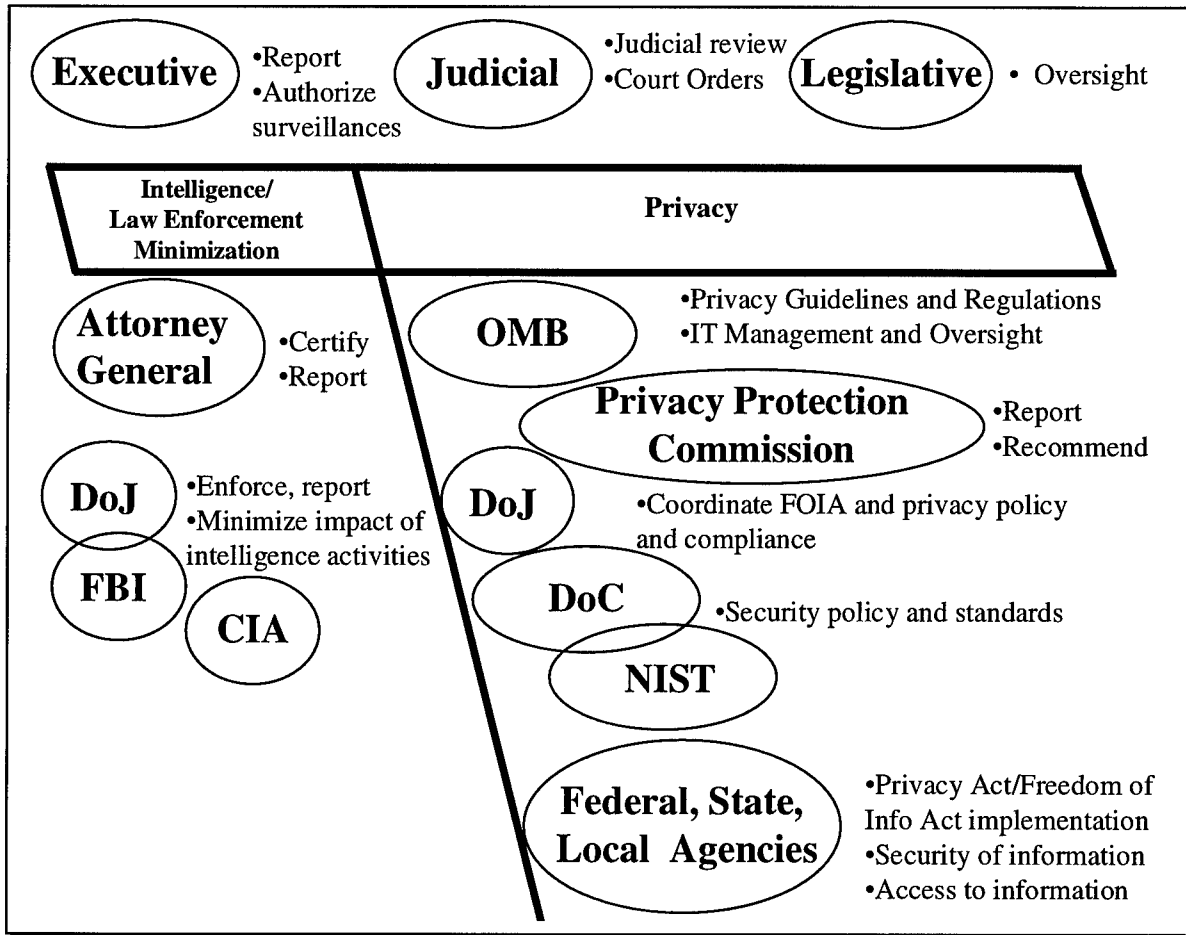 Executive
•Report
•Authorize
surveillances
Judicial
•Judicial review
•Court Orders
Legislative
• Oversight
Intelligence/
Law Enforcement
Minimization
Privacy
Attorney
General
•Certify
•Report
DoJ
•Enforce, report
•Minimize impact of
intelligence activities
FBI
CIA
OMB
•Privacy Guidelines and Regulations
•IT Management and Oversight
Privacy Protection
Commission
•Report
•Recommend
DoJ
•Coordinate FOIA and privacy policy
and compliance
DoC
•Security policy and standards
NIST
Federal, State,
Local Agencies
•Privacy Act/Freedom of
Info Act implementation
•Security of information
•Access to information